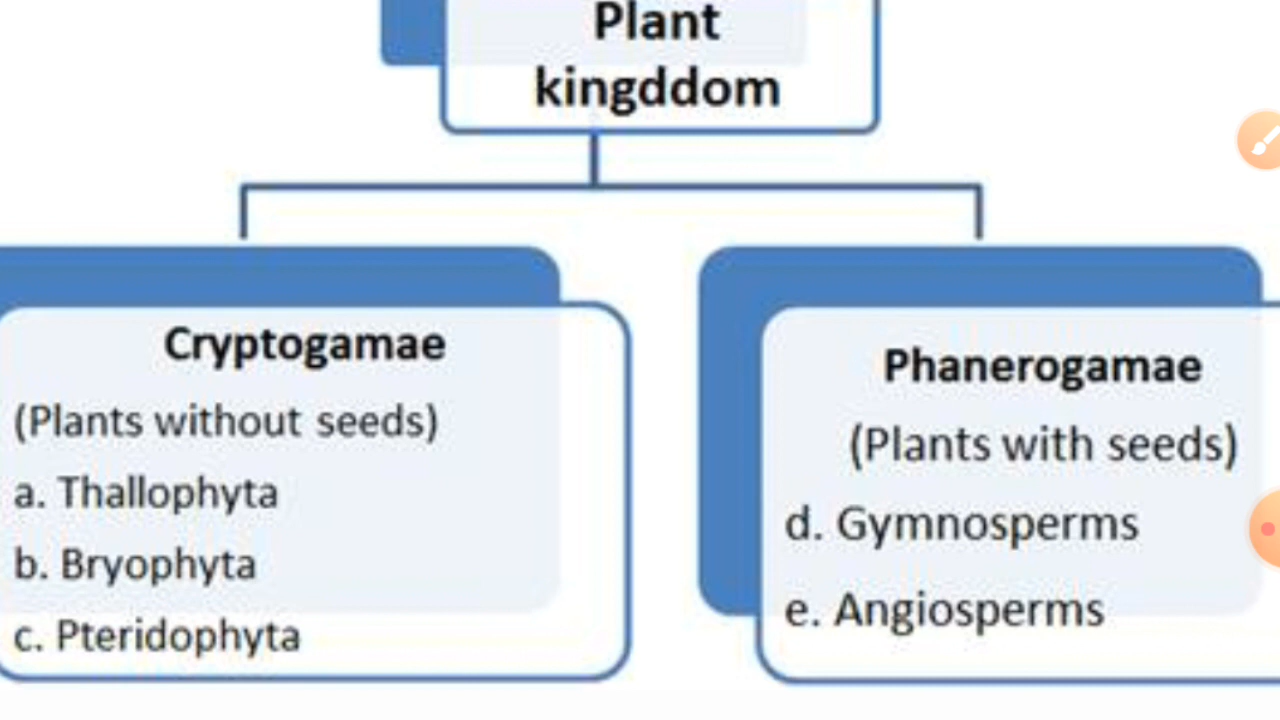 Plant
kingddom
Cryptogamae
(Plants without seeds)
a. Thallophyta
b. Bryophyta
c. Pteridophyta
Phanerogamae
(Plants with seeds)
d. Gymnosperms
e. Angiosperms